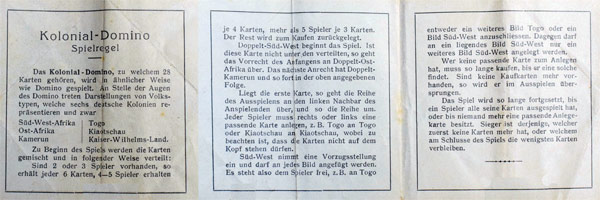 Kolonial-Domino
Spielregel
Das Kolonial-Domino, zu welchem 28
Karten gehören, wird in ähnlicher Weise
wie Domino gespielt. An Stelle der Augen
des Domino treten Darstellungen von Volks-
typen, welche sechs deutsche Kolonien re-
präsentieren und zwar
Süd-West-Afrika | Togo
Ost-Afrika | Kiaotschau
Kamerun | Kaiser-Wilhelms-Land.
Zu Beginn des Spiels werden die Karten
gemischt und in folgender Weise verteilt:
Sind 2 oder 3 Spieler vorhanden, so
erhält jeder 6 Karten, 4—5 Spieler erhalten
je 4 Karten, mehr als 5 Spieler je 3 Karten.
Der Rest wird zum Kaufen zurückgelegt.
Doppelt-Süd-West beginnt das Spiel. Ist
diese Karte nicht unter den verteilten, so geht
das Vorrecht des Anfangens an Doppelt-Ost-
Afrika über. Das nächste Anrecht hat Doppelt-
Kamerun und so fort in der oben angegebenen
Folge.
Liegt die erste Karte, so geht die Reihe
des Ausspielens an den linken Nachbar des
Anspielenden über, und so die Reihe um.
Jeder Spieler muss rechts oder links eine
passende Karte anlegen, z.B. Togo an Togo
oder Kiaotschau an Kiaotschau, wobei zu
beachten ist, dass die Karten nicht auf dem
Kopf stehen dürfen.
Süd-West nimmt eine Vorzugsstellung
ein und darf an jedes Bild angefügt werden.
Es steht also dem Spieler frei, z.B. an Togo
entweder ein weiteres Bild Togo oder ein
Bild Süd-West anzuschliessen. Dagegen darf
an ein liegendes Bild Süd-West nur ein
weiteres Bild Süd-West angelegt werden.
Wer keine passende Karte zum Anlegen
hat, muss so lange kaufen, bis er eine solche
findet. Sind keine Kaufkarten mehr vor-
handen, so wird er im Ausspielen über-
sprungen.
Das Spiel wird so lange fortgesetzt, bis
ein Spieler alle Karten ausgespielt hat,
oder bis niemand mehr eine passende Anlege-
karte besitzt. Sieger ist derjenige, welcher
zuerst keine Karten mehr hat, oder welchem
am Schlusse des Spiels die wenigsten Karten
verbleiben.